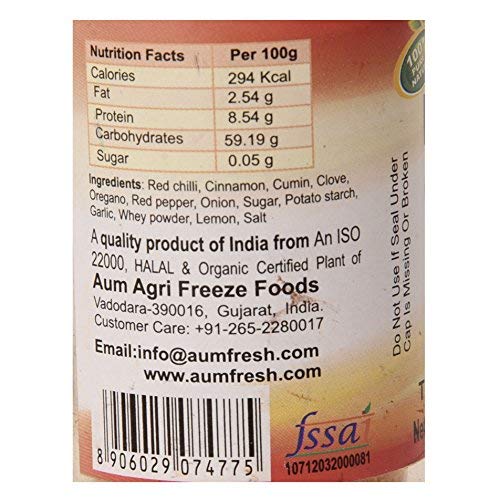 Nutrition Facts Per 100g
Calories 294 Kcal
Fat 2.54 g
Protein 8.54 g
Carbohydrates 59.19 g
Sugar 0.05 g
Ingredients: Red chilli, Cinnamon, Cumin, Clove,
Oregano, Red pepper, Onion, Sugar, Potato starch,
Garlic, Whey powder, Lemon, Salt
A quality product of India from An ISO
22000, HALAL & Organic Certified Plant of
Aum Agri Freeze Foods
Vadodara-390016, Gujarat, India.
Customer Care: +91-265-2280017
Email:info@aumfresh.com
www.aumfresh.com
8 906029 074775
fssai
10712032000081
Do Not Use If Seal Under
Cap Is Missing Or Broken
100%